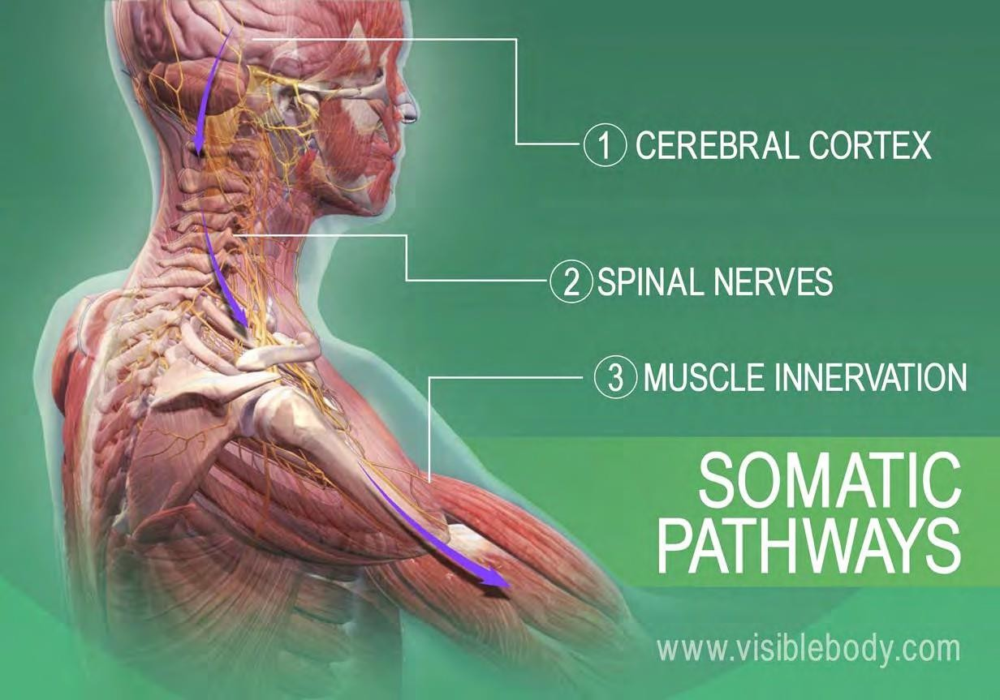 ① CEREBRAL CORTEX
② SPINAL NERVES
③ MUSCLE INNERVATION
SOMATIC
PATHWAYS
www.visiblebody.com